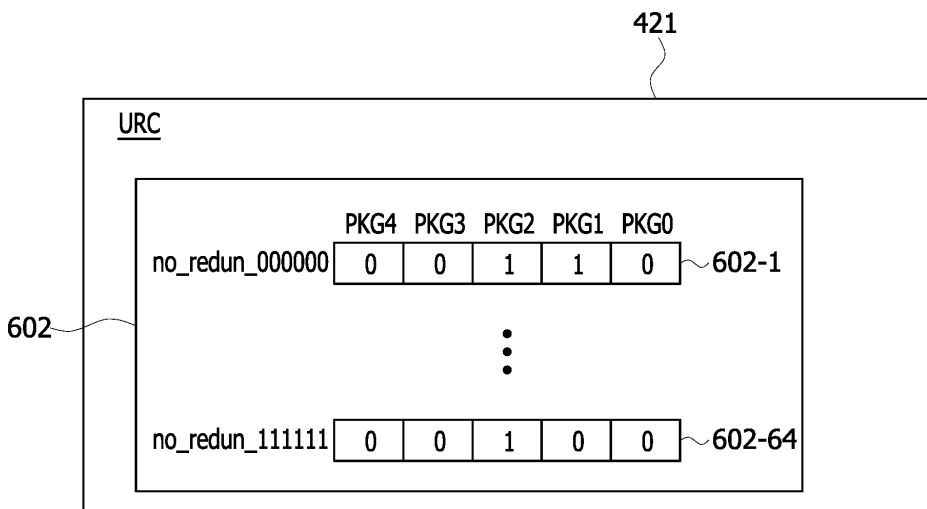 421
URC
PKG4 PKG3 PKG2 PKG1 PKG0
no_redun_000000 0 0 1 1 0 602-1
602
no_redun_111111 0 0 1 0 0 602-64